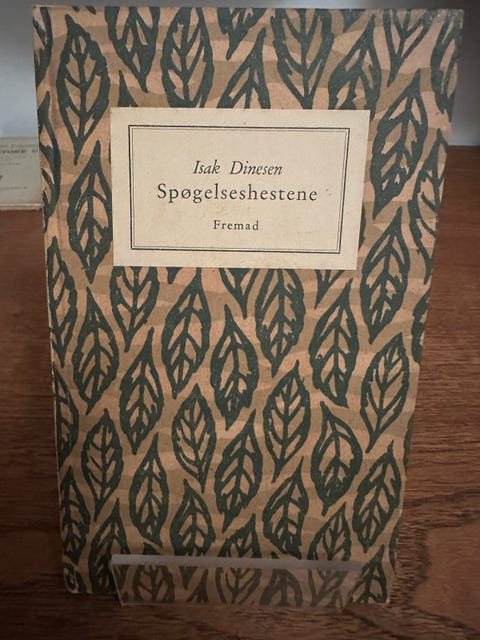 Isak Dinesen
Spøgelseshestene
Fremad